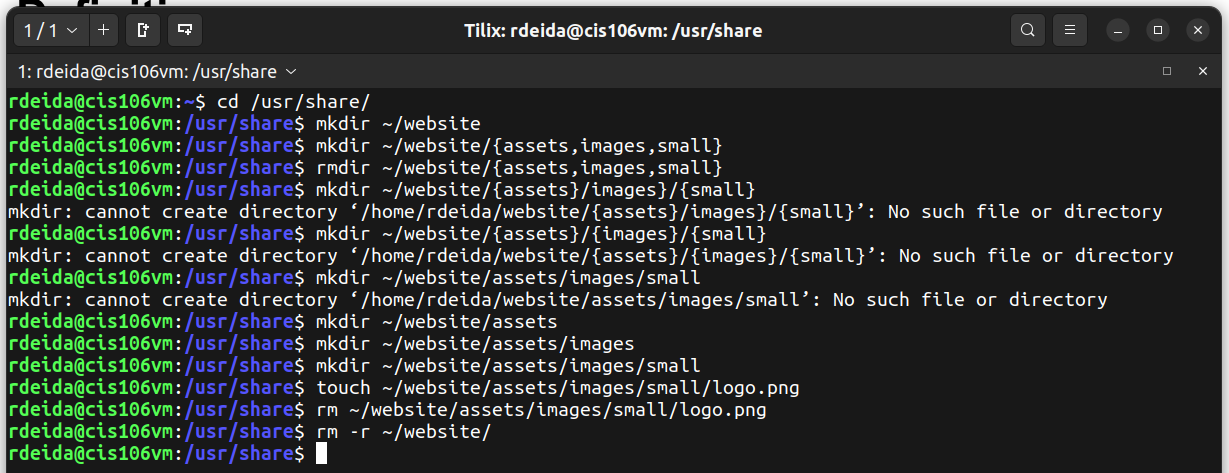 1 / 1
Tilix: rdeida@cis106vm: /usr/share
1: rdeida@cis106vm: /usr/share
rdeida@cis106vm:~$ cd /usr/share/
rdeida@cis106vm:/usr/share$ mkdir ~/website
rdeida@cis106vm:/usr/share$ mkdir ~/website/{assets,images,small}
rdeida@cis106vm:/usr/share$ rmdir ~/website/{assets,images,small}
rdeida@cis106vm:/usr/share$ mkdir ~/website/{assets}/images}/{small}
mkdir: cannot create directory ‘/home/rdeida/website/{assets}/images}/{small}’: No such file or directory
rdeida@cis106vm:/usr/share$ mkdir ~/website/{assets}/{images}/{small}
mkdir: cannot create directory ‘/home/rdeida/website/{assets}/{images}/{small}’: No such file or directory
rdeida@cis106vm:/usr/share$ mkdir ~/website/assets/images/small
mkdir: cannot create directory ‘/home/rdeida/website/assets/images/small’: No such file or directory
rdeida@cis106vm:/usr/share$ mkdir ~/website/assets
rdeida@cis106vm:/usr/share$ mkdir ~/website/assets/images
rdeida@cis106vm:/usr/share$ mkdir ~/website/assets/images/small
rdeida@cis106vm:/usr/share$ touch ~/website/assets/images/small/logo.png
rdeida@cis106vm:/usr/share$ rm ~/website/assets/images/small/logo.png
rdeida@cis106vm:/usr/share$ rm -r ~/website/
rdeida@cis106vm:/usr/share$